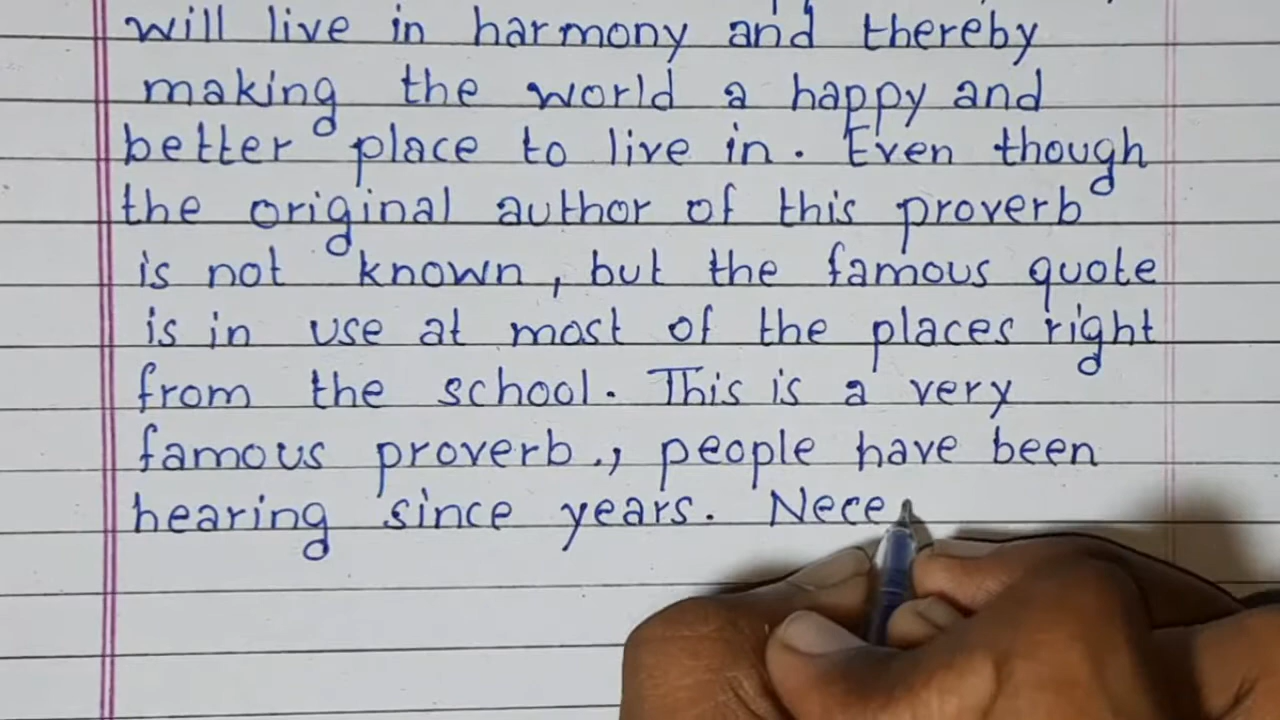 will live in harmony and thereby
making the world a happy and
better place to live in. Even though
the original author of this proverb
is not known, but the famous quote
is in use at most of the places right
from the school. This is a very
famous proverb., people have been
hearing since years. Nece